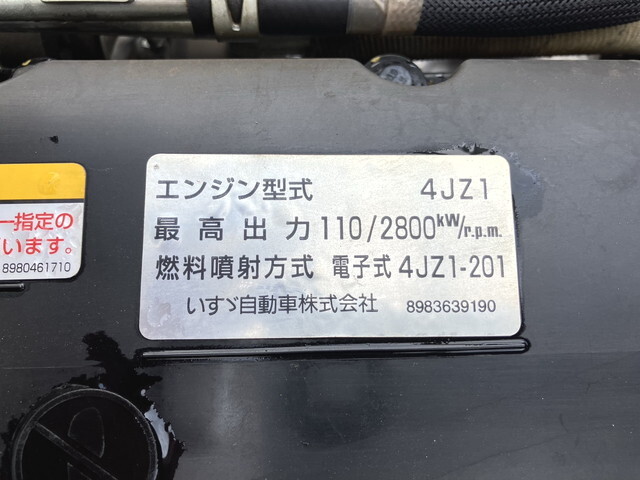 エンジン型式 4JZ1
最高出力 110/2800kW/r.p.m.
燃料噴射方式 電子式 4JZ1-201
いすゞ自動車株式会社 8983639190
一指定の
います。
8980461710